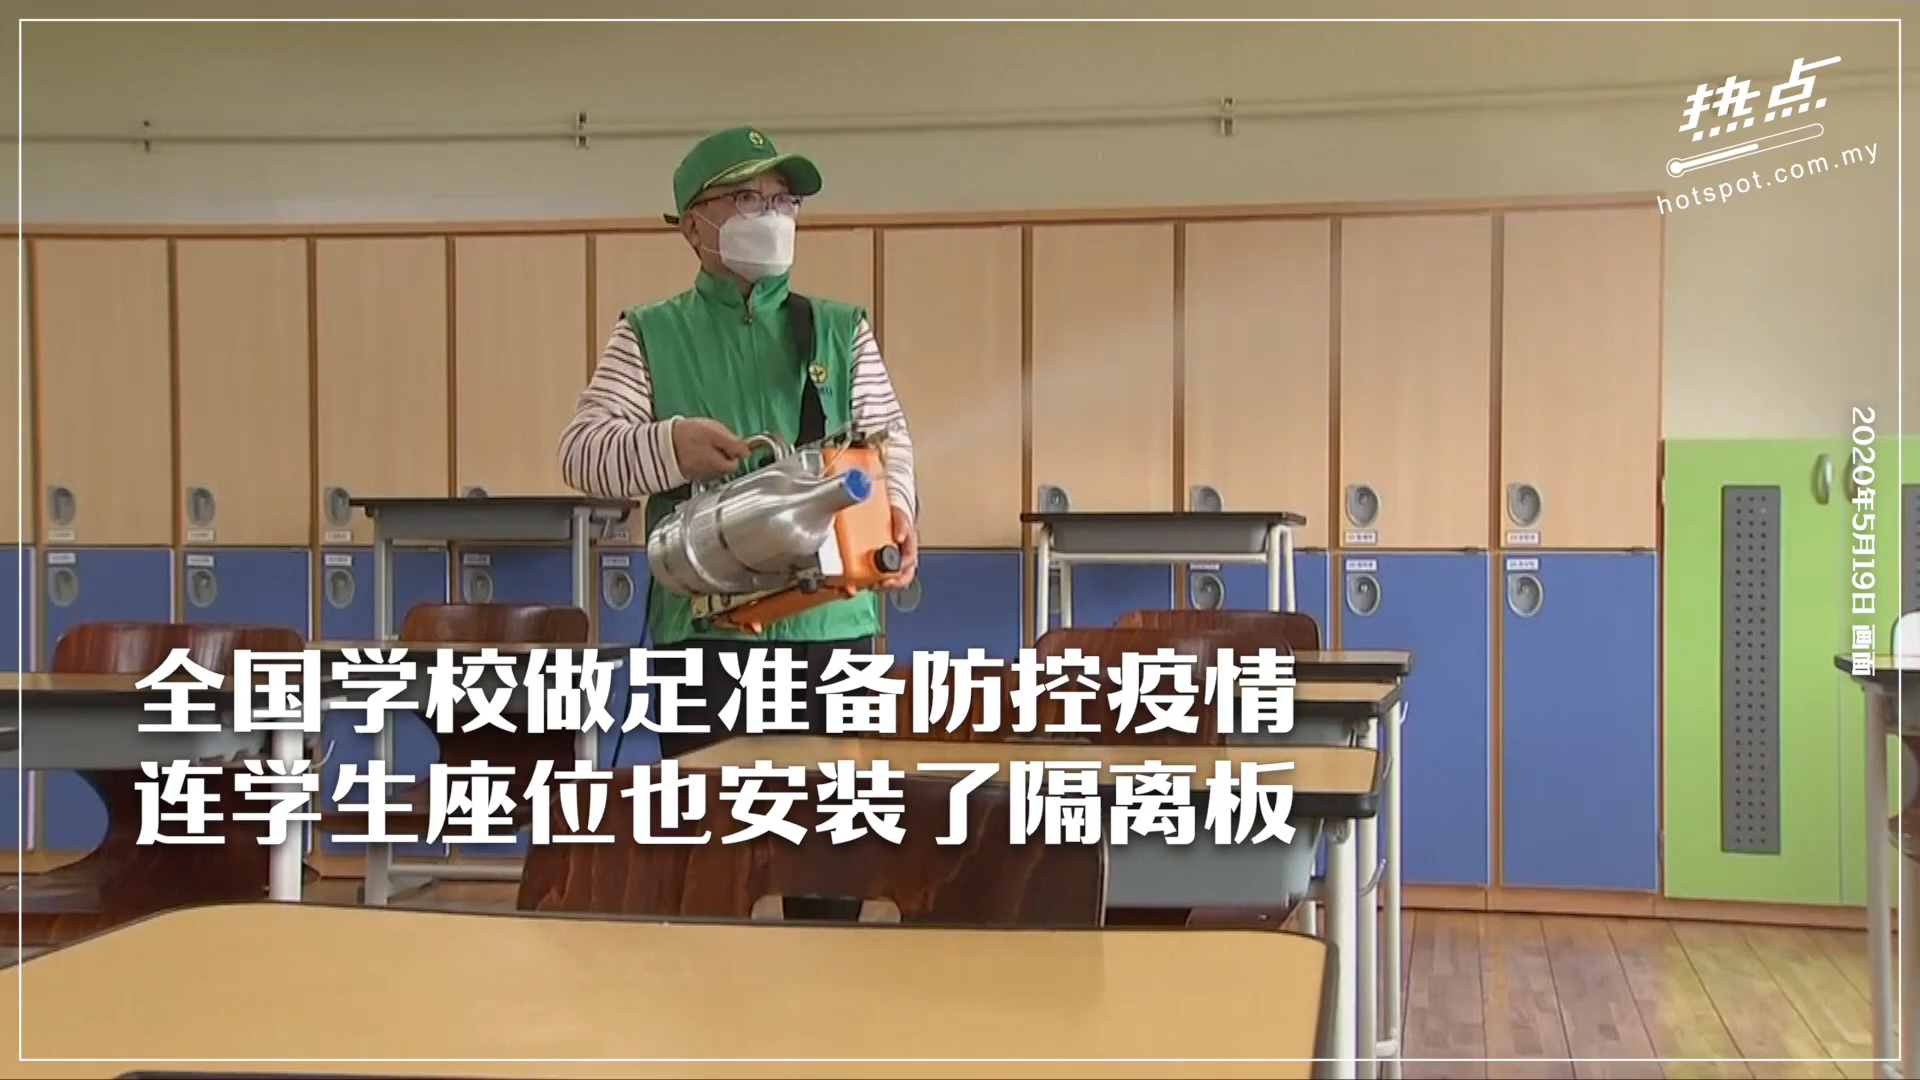 热点
hotspot.com.my
2020年5月19日 画面
全国学校做足准备防控疫情
连学生座位也安装了隔离板